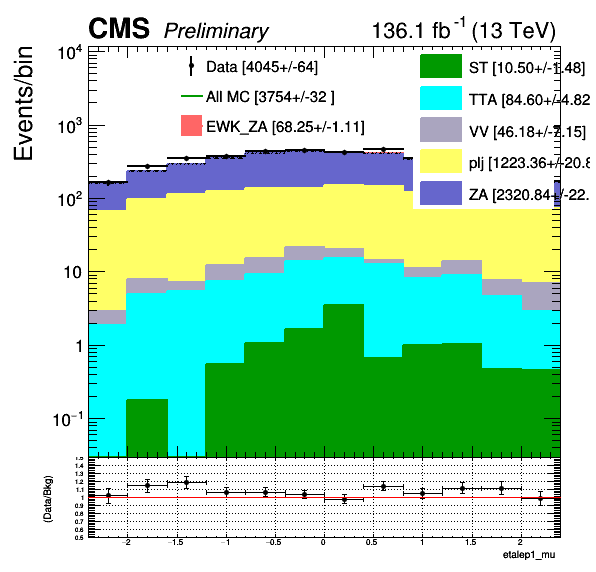 CMS Preliminary 136.1 fb⁻¹ (13 TeV)
Events/bin
10⁴
10³
10²
10
1
10⁻¹
Data [4045+/-64]
All MC [3754+/-32 ]
EWK_ZA [68.25+/-1.11]
ST [10.50+/-1.48]
TTA [84.60+/-4.82
VV [46.18+/-2.15]
plj [1223.36+/-20.8
ZA [2320.84+/-22.
(Data/Bkg)
1.5
1.4
1.3
1.2
1.1
1
0.9
0.8
0.7
0.6
0.5
−2 −1.5 −1 −0.5 0 0.5 1 1.5 2
etalep1_mu